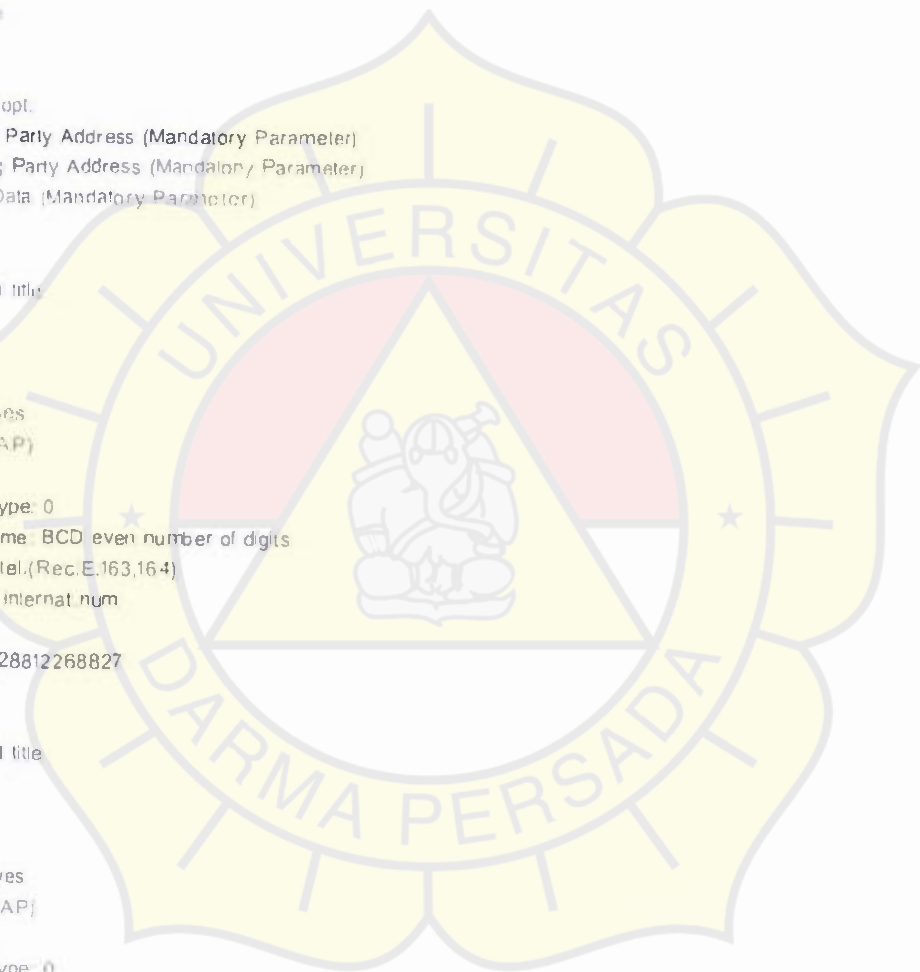 opt.
Party Address (Mandatory Parameter)
; Party Address (Mandatory Parameter)
Data (Mandatory Parameter)
UNIVERSITAS
l title
es
AP)
ype: 0
me: BCD even number of digits
tel.(Rec.E.163,164)
internat num
28812268827
DARMA PERSADA
l title
yes
AP)
ype: 0